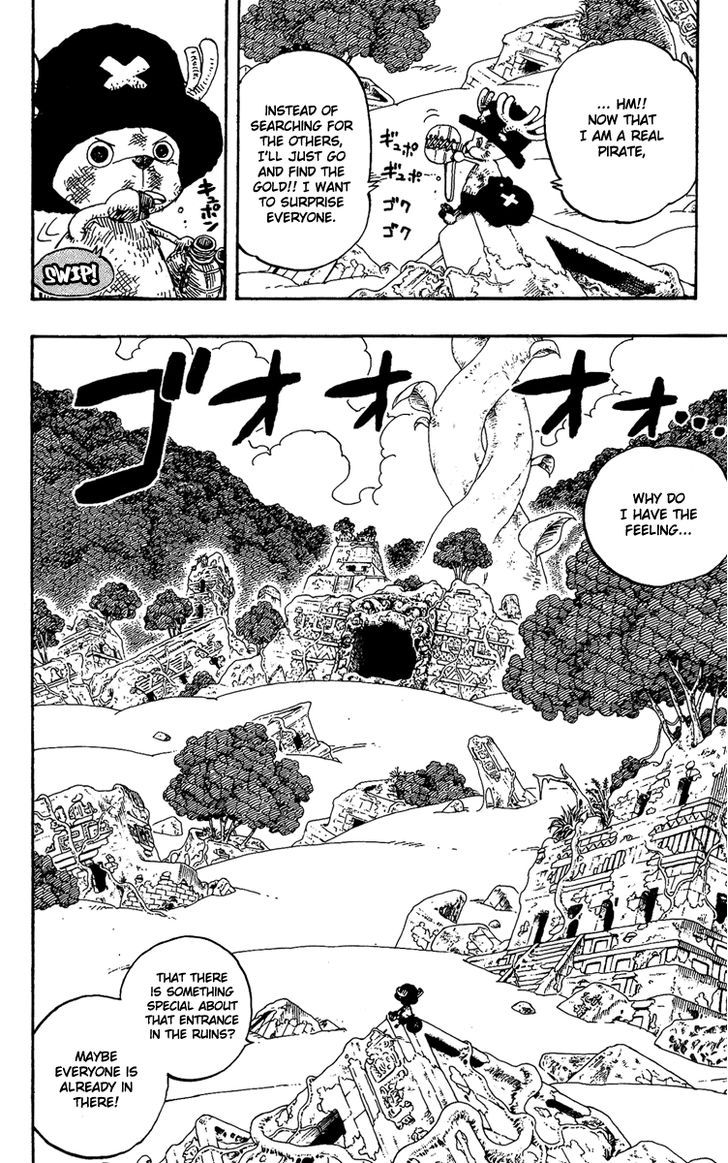 ... HM!!
NOW THAT
I AM A REAL
PIRATE,
INSTEAD OF
SEARCHING FOR
THE OTHERS,
I'LL JUST GO
AND FIND THE
GOLD!! I WANT
TO SURPRISE
EVERYONE.
ギュポ
ギュポ
ゴク
ゴク
キュポン
SWIP!
ゴオオオオ...
WHY DO
I HAVE THE
FEELING...
THAT THERE
IS SOMETHING
SPECIAL ABOUT
THAT ENTRANCE
IN THE RUINS?
MAYBE
EVERYONE IS
ALREADY IN
THERE!